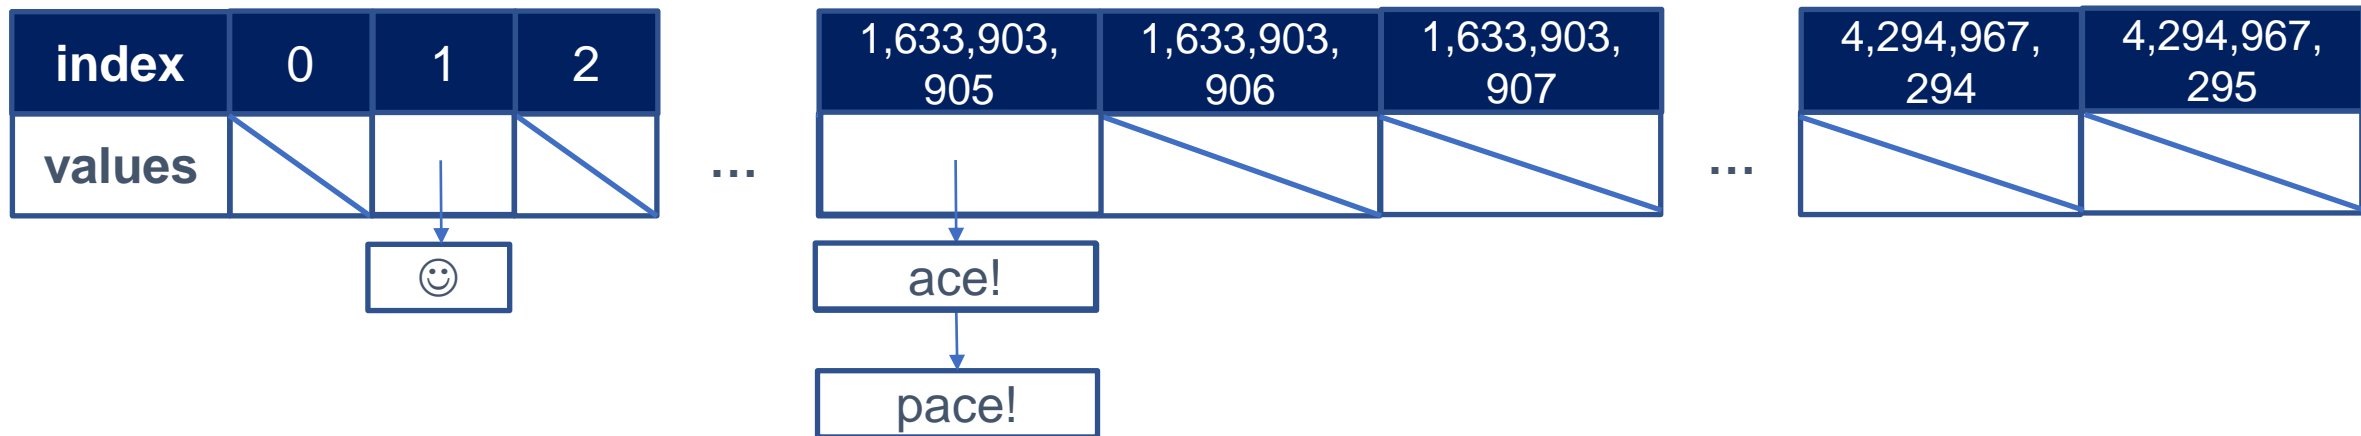 index 0 1 2 1,633,903, 1,633,903, 1,633,903, 4,294,967, 4,294,967,
905 906 907 294 295
values ... ...
☺ ace!
pace!